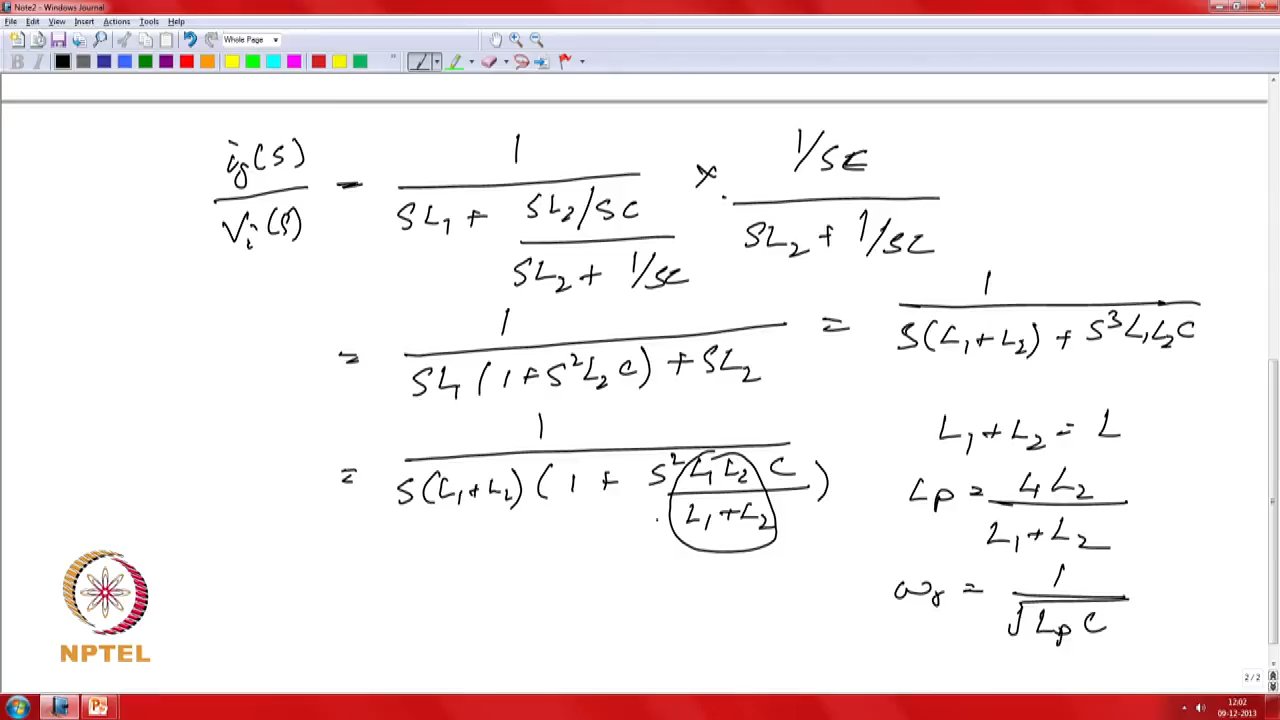 Note2 - Windows Journal
File Edit View Insert Actions Tools Help
Whole Page
B I
ig(s)/Vi(s) = 1/(SL1 + (SL2/SC)/(SL2 + 1/SC)) × (1/SC)/(SL2 + 1/SC)
= 1/(SL1(1+S²L2C) + SL2) = 1/(S(L1+L2) + S³L1L2C)
= 1/(S(L1+L2)(1 + S² L1L2C/(L1+L2)))
L1+L2 = L
Lp = L1L2/(L1+L2)
ωr = 1/√(LpC)
NPTEL
2/2
12:02
09-12-2013